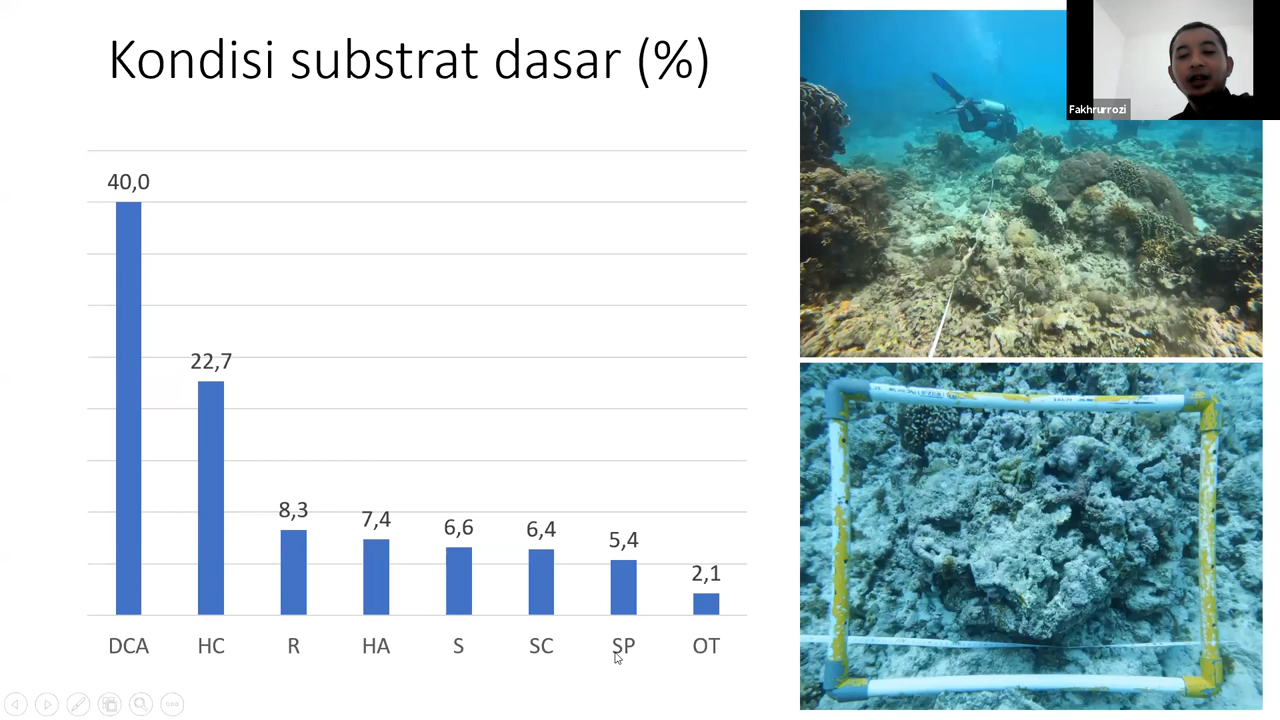 Kondisi substrat dasar (%)
Fakhrurrozi
40,0
22,7
8,3
7,4
6,6
6,4
5,4
2,1
DCA HC R HA S SC SP OT